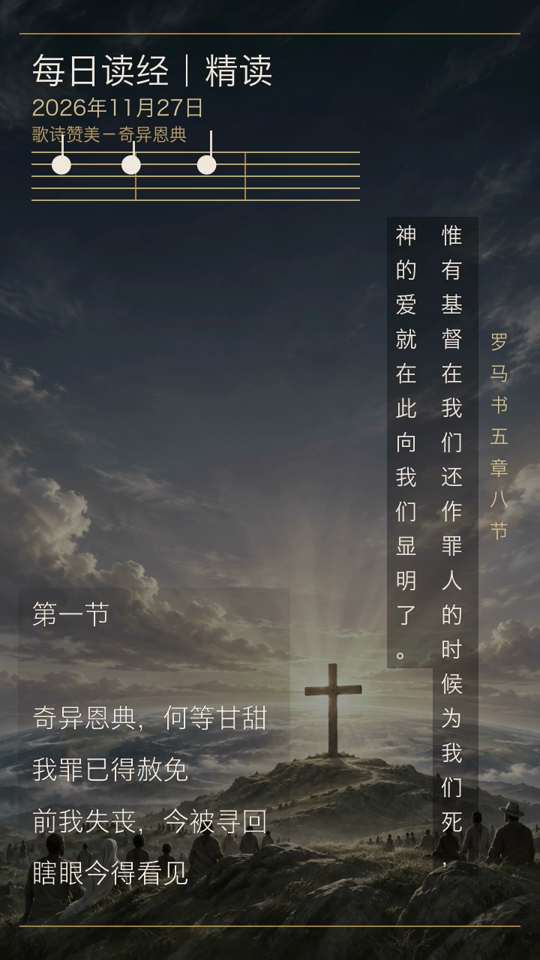 每日读经｜精读
2026年11月27日
歌诗赞美－奇异恩典
罗马书五章八节
惟有基督在我们还作罪人的时候为我们死，
神的爱就在此向我们显明了。
第一节
奇异恩典，何等甘甜
我罪已得赦免
前我失丧，今被寻回
瞎眼今得看见